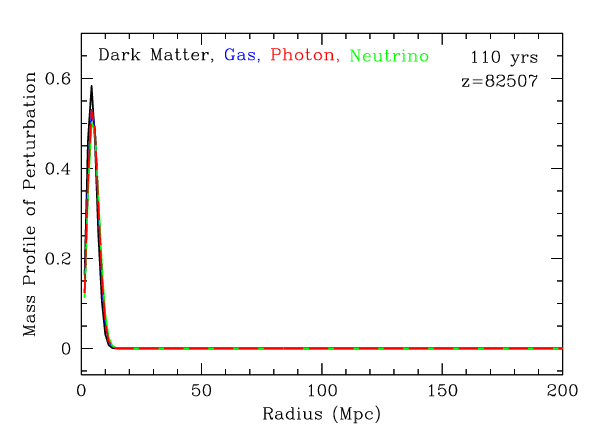 Dark Matter, Gas, Photon, Neutrino
110 yrs
z=82507
Mass Profile of Perturbation
0.6
0.4
0.2
0
0 50 100 150 200
Radius (Mpc)